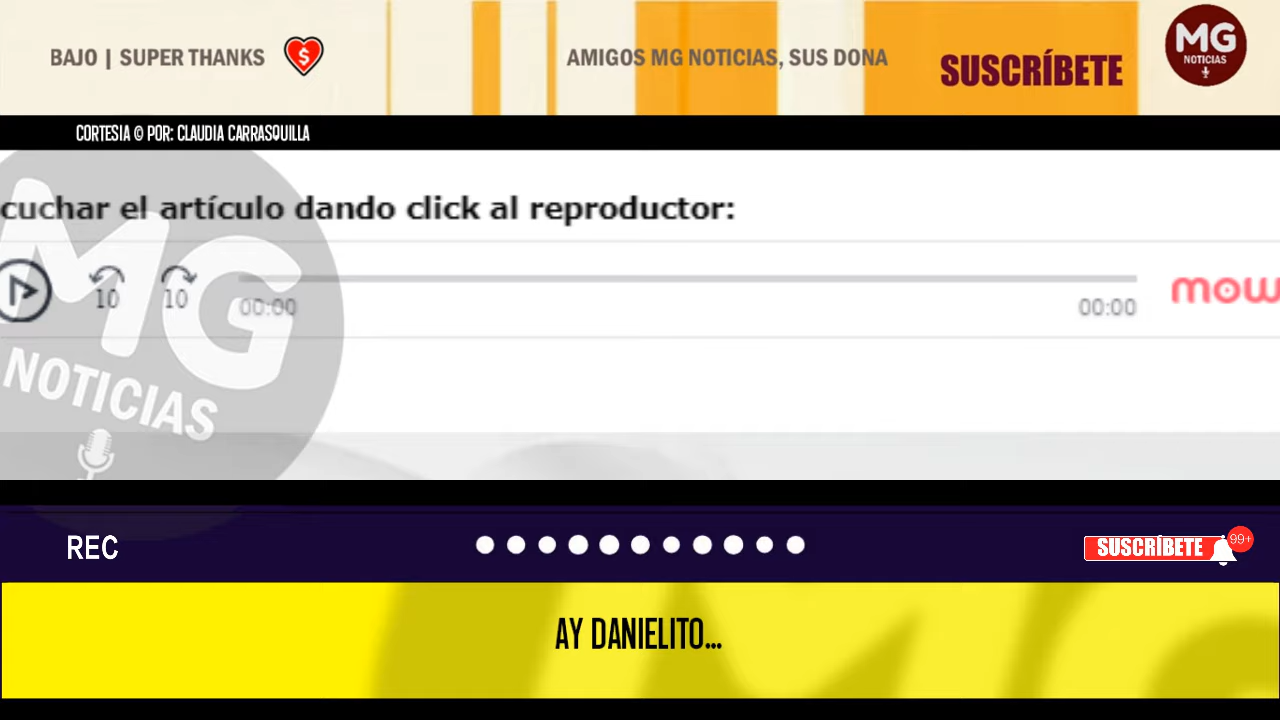 BAJO | SUPER THANKS
AMIGOS MG NOTICIAS, SUS DONA
SUSCRÍBETE
MG
NOTICIAS
CORTESIA © POR: CLAUDIA CARRASQUILLA
cuchar el artículo dando click al reproductor:
10
10
00:00
00:00
mow
MG
NOTICIAS
REC
SUSCRÍBETE
99+
AY DANIELITO...